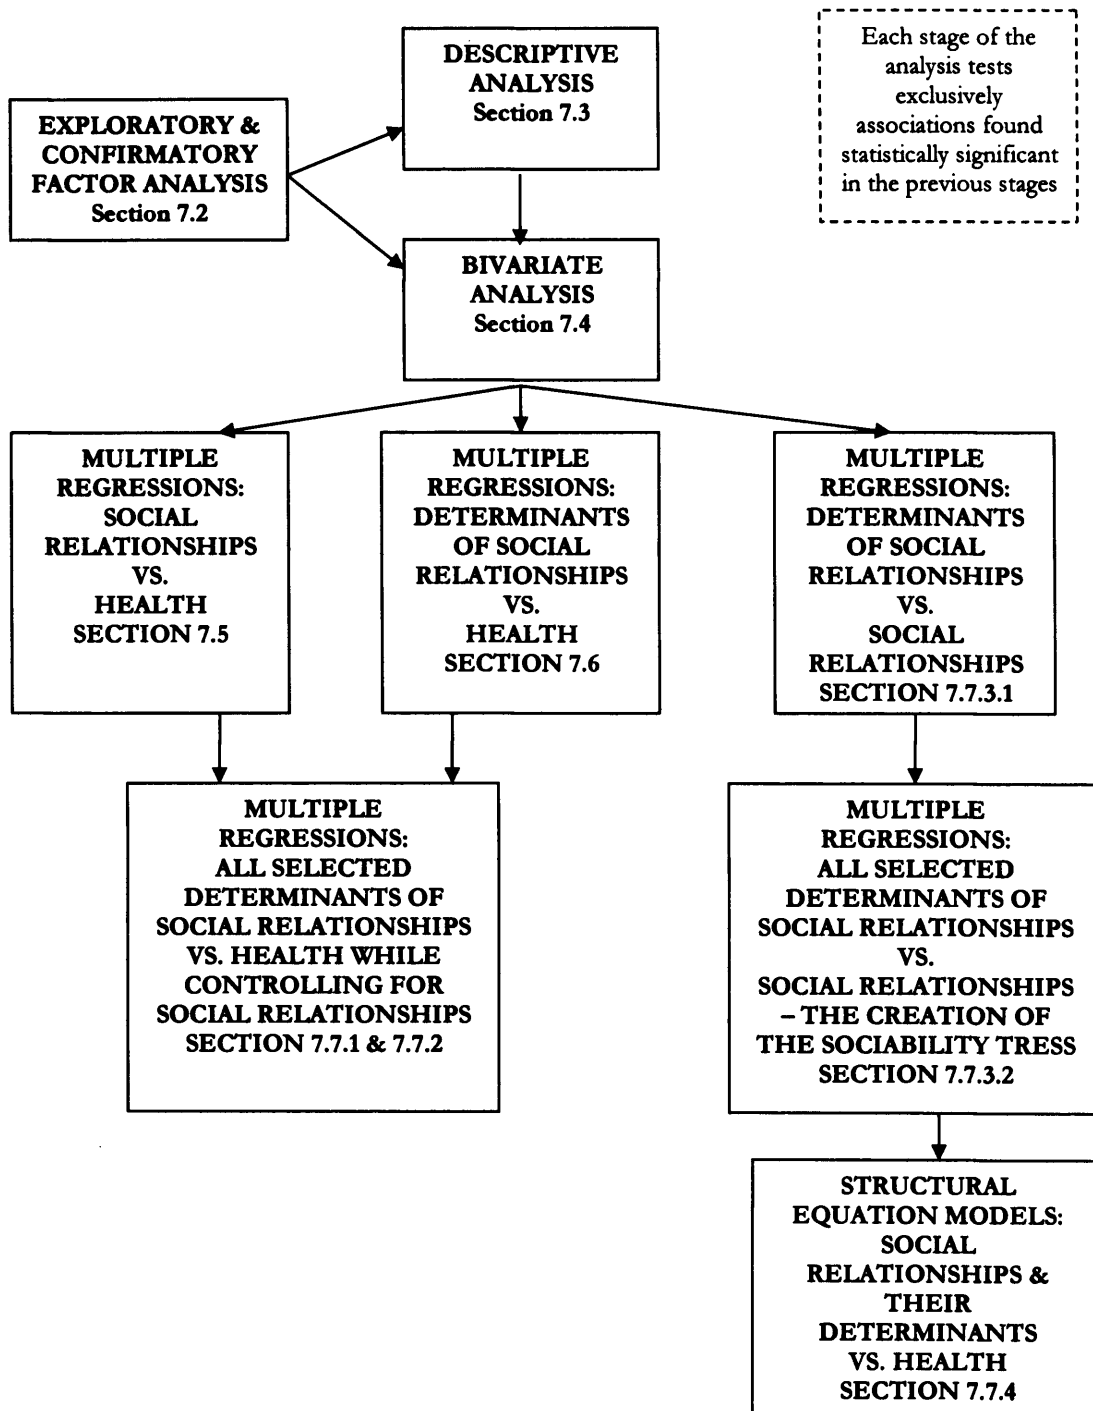 DESCRIPTIVE
ANALYSIS
Section 7.3
Each stage of the
analysis tests
exclusively
associations found
statistically significant
in the previous stages
EXPLORATORY &
CONFIRMATORY
FACTOR ANALYSIS
Section 7.2
BIVARIATE
ANALYSIS
Section 7.4
MULTIPLE
REGRESSIONS:
SOCIAL
RELATIONSHIPS
VS.
HEALTH
SECTION 7.5
MULTIPLE
REGRESSIONS:
DETERMINANTS
OF SOCIAL
RELATIONSHIPS
VS.
HEALTH
SECTION 7.6
MULTIPLE
REGRESSIONS:
DETERMINANTS
OF SOCIAL
RELATIONSHIPS
VS.
SOCIAL
RELATIONSHIPS
SECTION 7.7.3.1
MULTIPLE
REGRESSIONS:
ALL SELECTED
DETERMINANTS OF
SOCIAL RELATIONSHIPS
VS. HEALTH WHILE
CONTROLLING FOR
SOCIAL RELATIONSHIPS
SECTION 7.7.1 & 7.7.2
MULTIPLE
REGRESSIONS:
ALL SELECTED
DETERMINANTS OF
SOCIAL RELATIONSHIPS
VS.
SOCIAL RELATIONSHIPS
– THE CREATION OF
THE SOCIABILITY TRESS
SECTION 7.7.3.2
STRUCTURAL
EQUATION MODELS:
SOCIAL
RELATIONSHIPS &
THEIR
DETERMINANTS
VS. HEALTH
SECTION 7.7.4